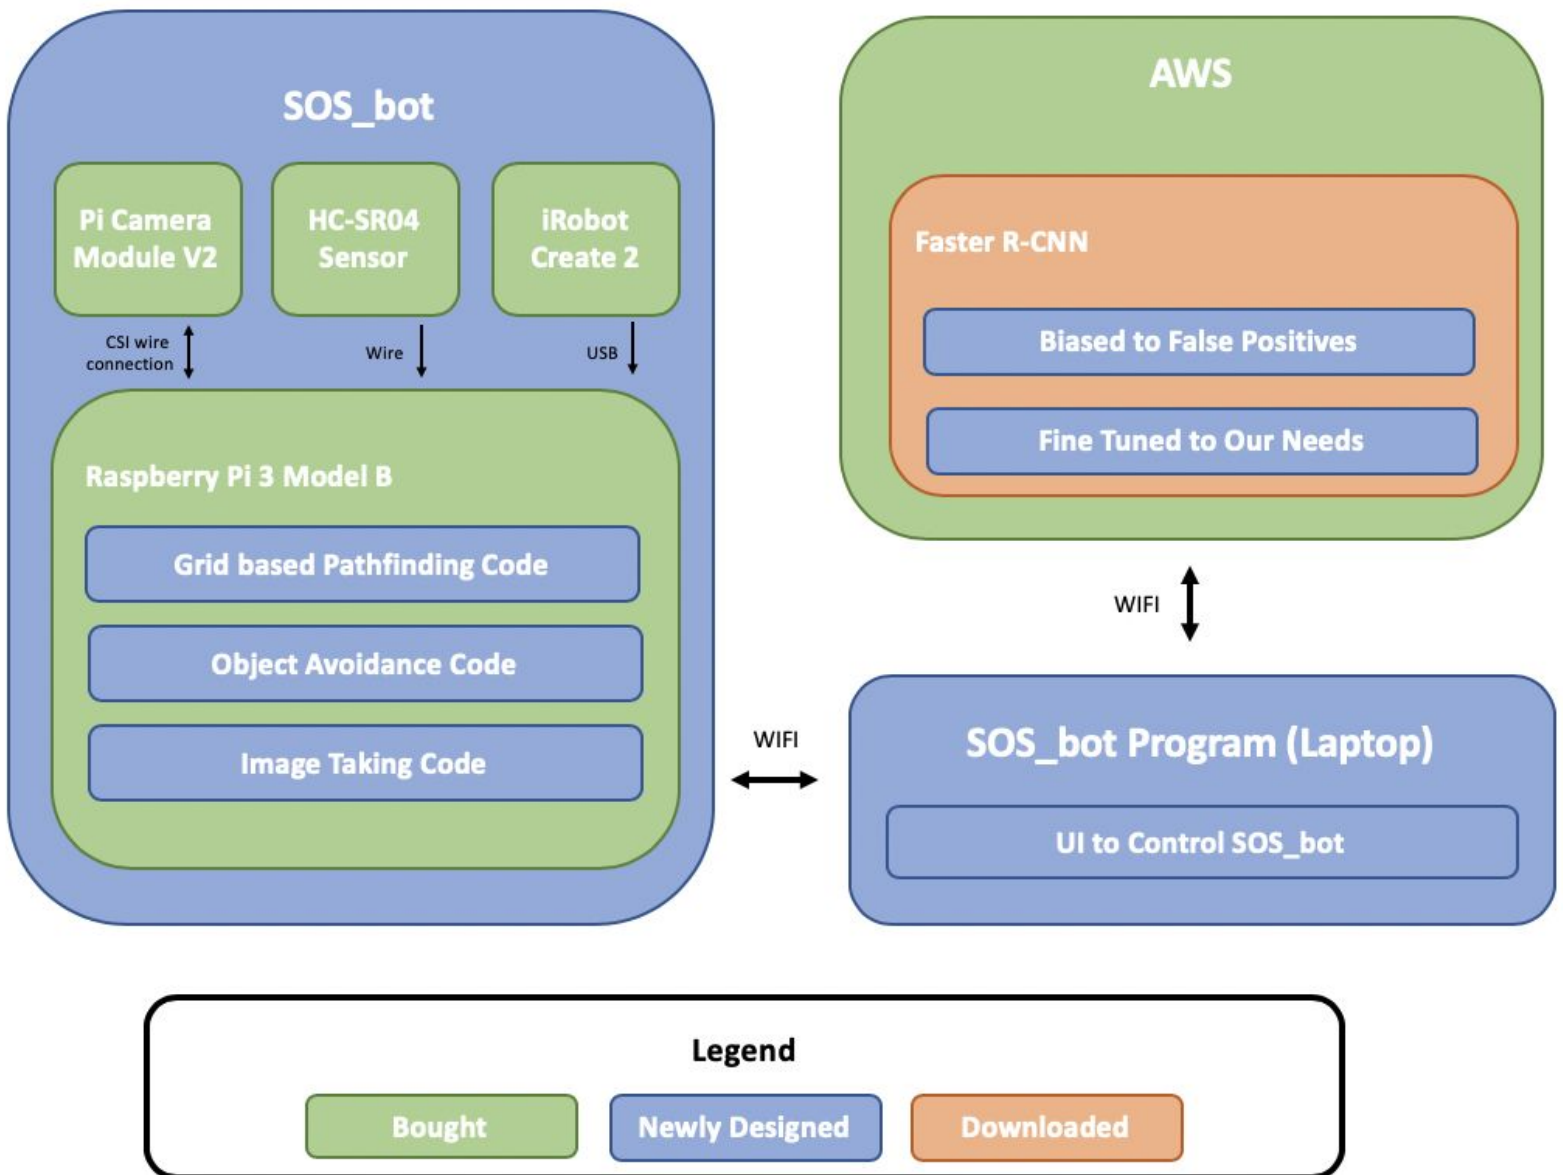 SOS_bot
Pi Camera
Module V2
HC-SR04
Sensor
iRobot
Create 2
CSI wire
connection
Wire
USB
Raspberry Pi 3 Model B
Grid based Pathfinding Code
Object Avoidance Code
Image Taking Code
AWS
Faster R-CNN
Biased to False Positives
Fine Tuned to Our Needs
WIFI
WIFI
SOS_bot Program (Laptop)
UI to Control SOS_bot
Legend
Bought
Newly Designed
Downloaded